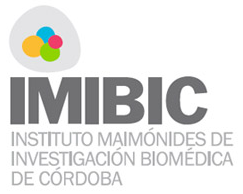 IMIBIC
INSTITUTO MAIMÓNIDES DE
INVESTIGACIÓN BIOMÉDICA
DE CÓRDOBA